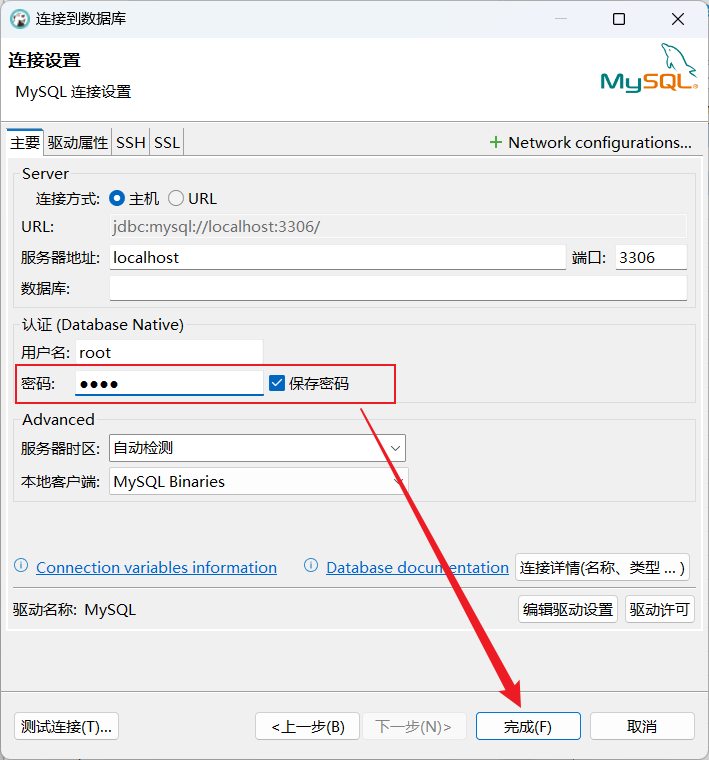 连接到数据库
连接设置
MySQL 连接设置
MySQL®
主要 驱动属性 SSH SSL + Network configurations...
Server
连接方式: 主机 URL
URL: jdbc:mysql://localhost:3306/
服务器地址: localhost 端口: 3306
数据库:
认证 (Database Native)
用户名: root
密码: ●●●● 保存密码
Advanced
服务器时区: 自动检测
本地客户端: MySQL Binaries
Connection variables information Database documentation 连接详情(名称、类型 ... )
驱动名称: MySQL 编辑驱动设置 驱动许可
测试连接(T)... <上一步(B) 下一步(N)> 完成(F) 取消